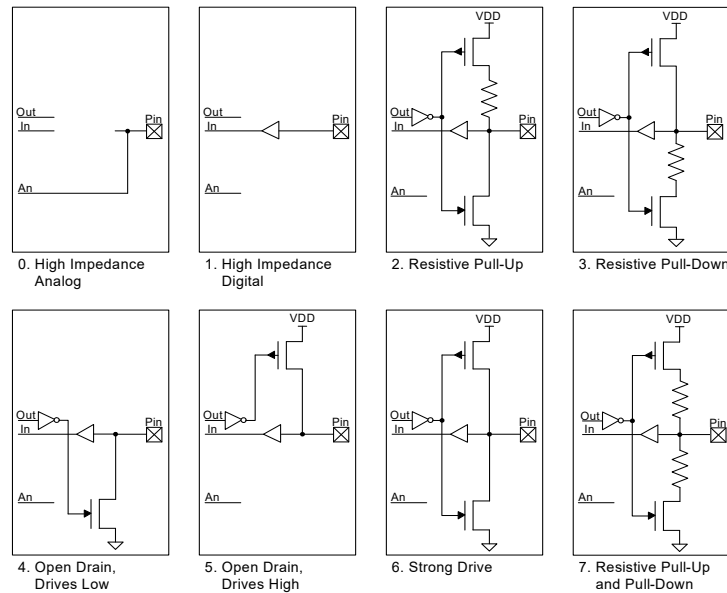 Out
In
Pin
An
0. High Impedance
Analog
Out
In
Pin
An
1. High Impedance
Digital
VDD
Out
In
Pin
An
2. Resistive Pull-Up
VDD
Out
In
Pin
An
3. Resistive Pull-Down
Out
In
Pin
An
4. Open Drain,
Drives Low
VDD
Out
In
Pin
An
5. Open Drain,
Drives High
VDD
Out
In
Pin
An
6. Strong Drive
VDD
Out
In
Pin
An
7. Resistive Pull-Up
and Pull-Down